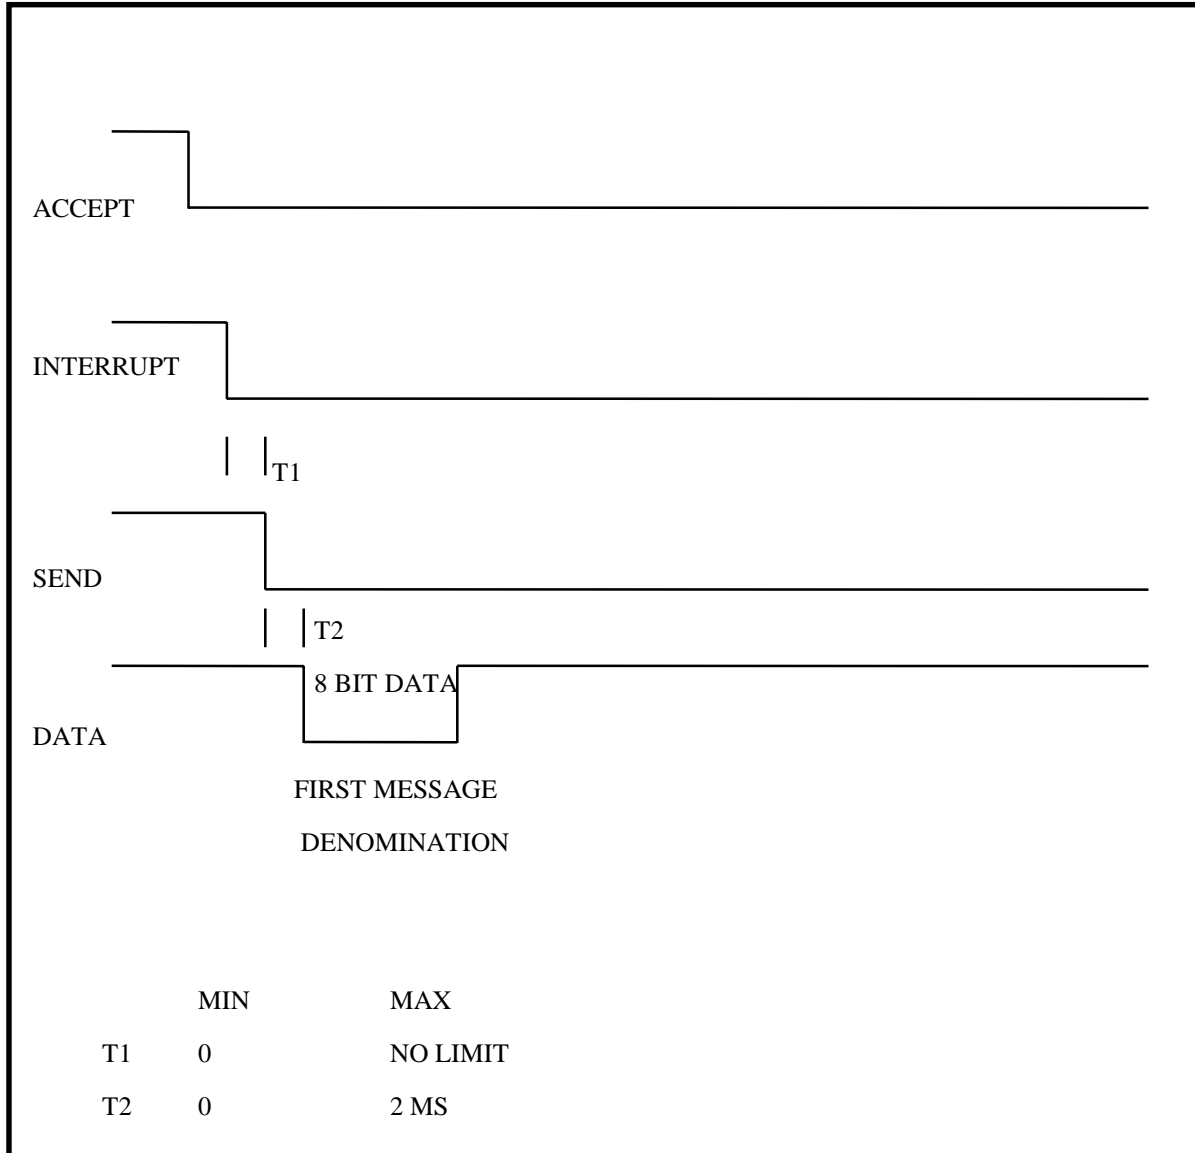 ACCEPT
INTERRUPT
T1
SEND
T2
8 BIT DATA
DATA
FIRST MESSAGE
DENOMINATION
MIN MAX
T1 0 NO LIMIT
T2 0 2 MS